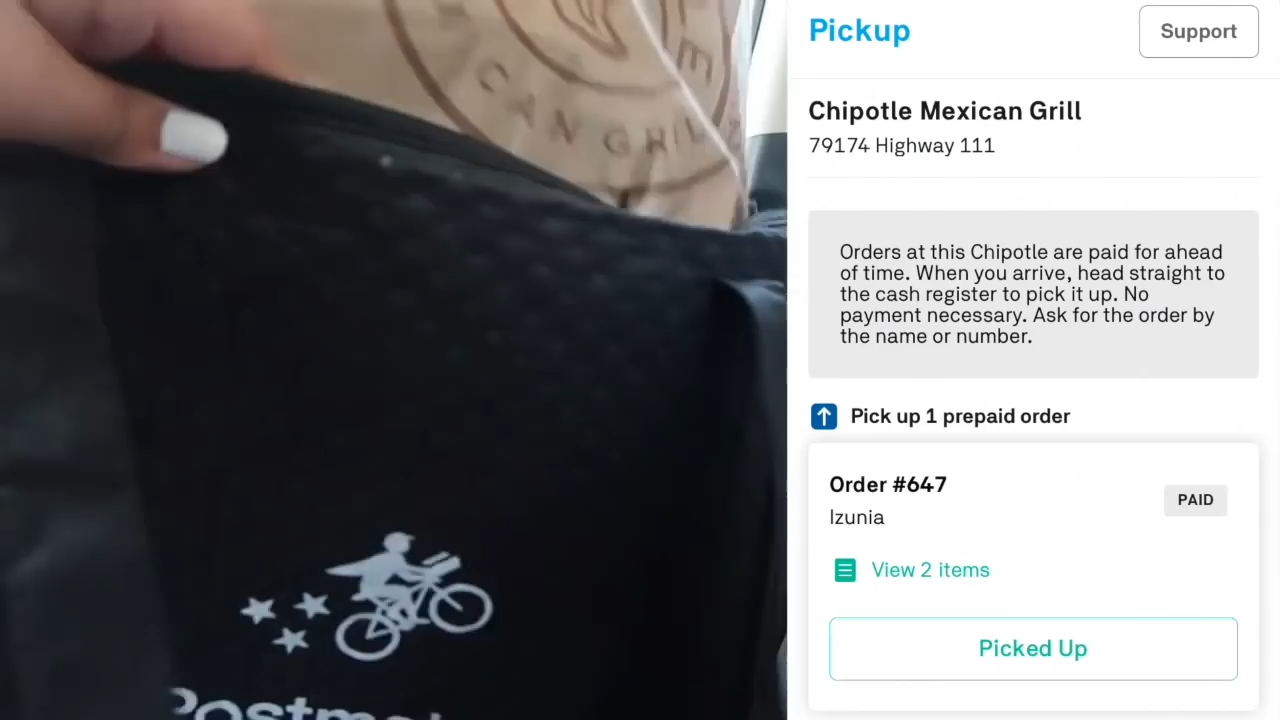 CAN GRIL
Pickup
Support
Chipotle Mexican Grill
79174 Highway 111
Orders at this Chipotle are paid for ahead
of time. When you arrive, head straight to
the cash register to pick it up. No
payment necessary. Ask for the order by
the name or number.
Pick up 1 prepaid order
Order #647
PAID
Izunia
View 2 items
Picked Up